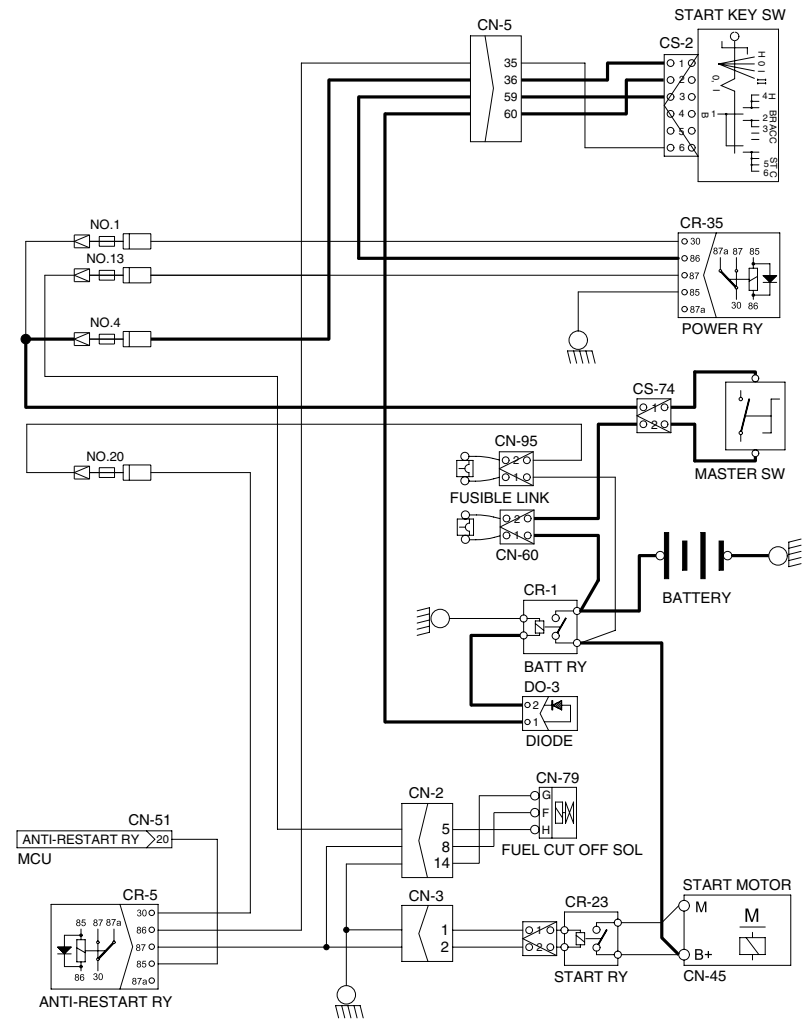 START KEY SW
CN-5
CS-2
35
36
59
60
1
2
3
4
5
6
H O I II
0, I
B 1
4 H
2 BR
3 ACC
5 ST
6 C
NO.1
NO.13
NO.4
CR-35
30
86
87
85
87a
87a 87 85
30 86
POWER RY
CS-74
1
2
MASTER SW
NO.20
CN-95
2
1
FUSIBLE LINK
2
1
CN-60
BATTERY
CR-1
BATT RY
DO-3
2
1
DIODE
CN-79
G
F
H
FUEL CUT OFF SOL
CN-2
5
8
14
CN-51
ANTI-RESTART RY 20
MCU
CR-5
30
86
87
85
87a
85 87 87a
86 30
ANTI-RESTART RY
CN-3
1
2
CR-23
1
2
START RY
START MOTOR
M
M
B+
CN-45